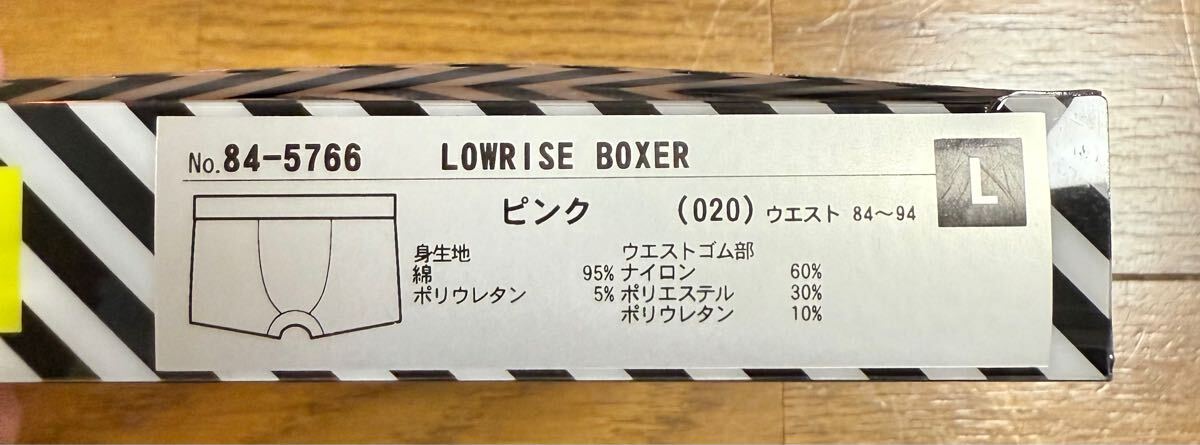 No.84-5766 LOWRISE BOXER L
ピンク (020) ウエスト 84～94
身生地 ウエストゴム部
綿 95% ナイロン 60%
ポリウレタン 5% ポリエステル 30%
ポリウレタン 10%